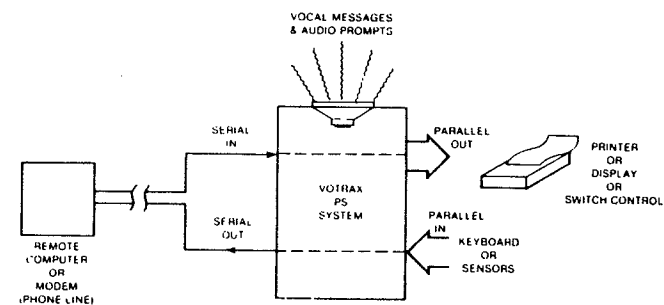 VOCAL MESSAGES
& AUDIO PROMPTS
SERIAL
IN
PARALLEL
OUT
PRINTER
OR
DISPLAY
OR
SWITCH CONTROL
VOTRAX
PS
SYSTEM
SERIAL
OUT
PARALLEL
IN
KEYBOARD
OR
SENSORS
REMOTE
COMPUTER
OR
MODEM
(PHONE LINE)